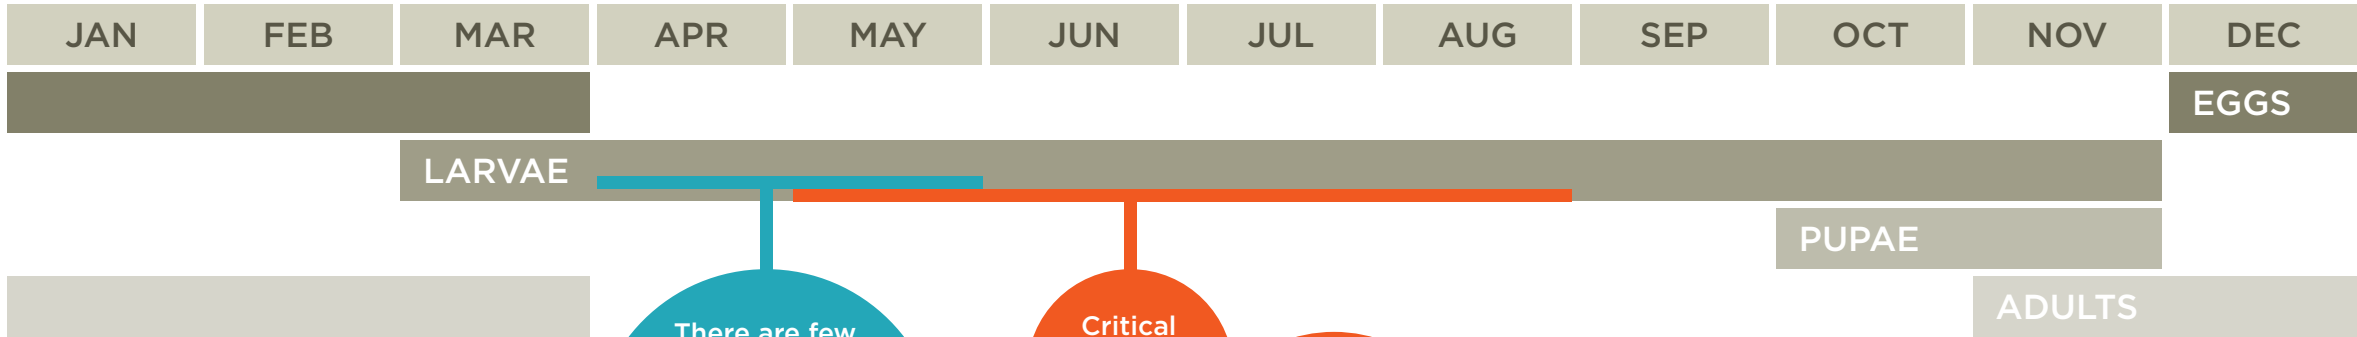 JAN FEB MAR APR MAY JUN JUL AUG SEP OCT NOV DEC
EGGS
LARVAE
PUPAE
ADULTS
There are few
Critical